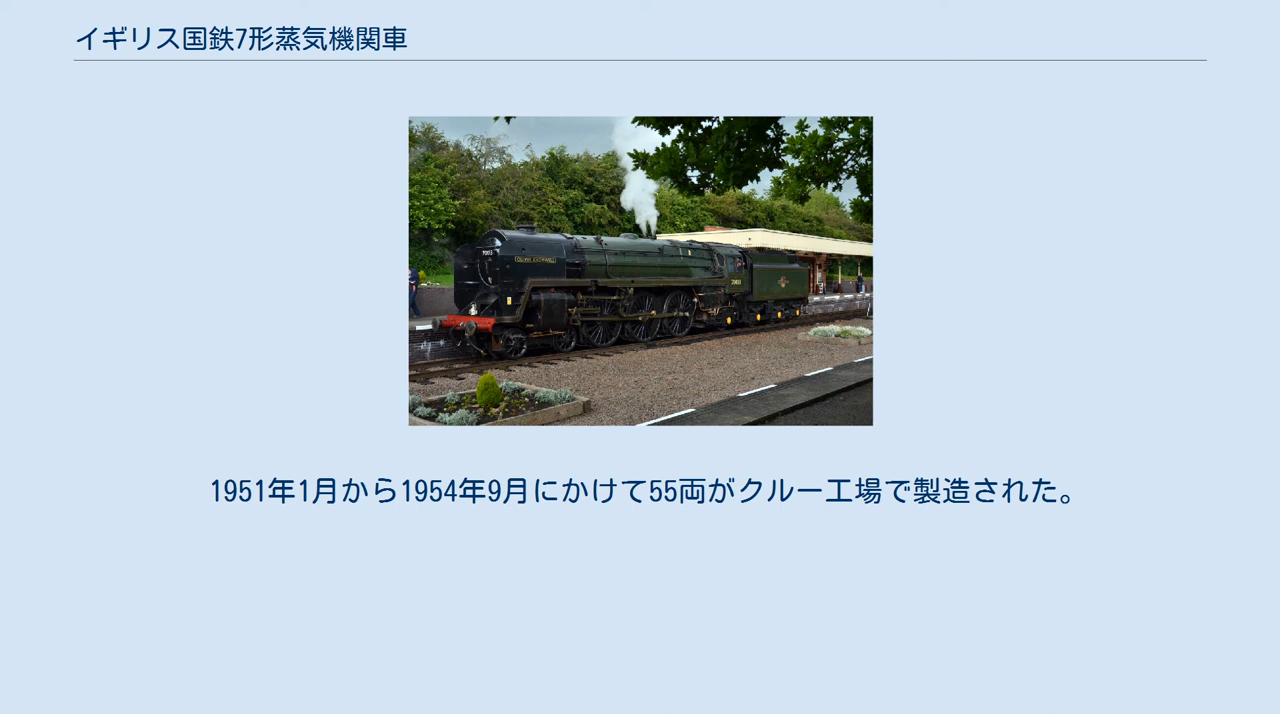 イギリス国鉄7形蒸気機関車
OLIVER CROMWELL
1951年1月から1954年9月にかけて55両がクルー工場で製造された。